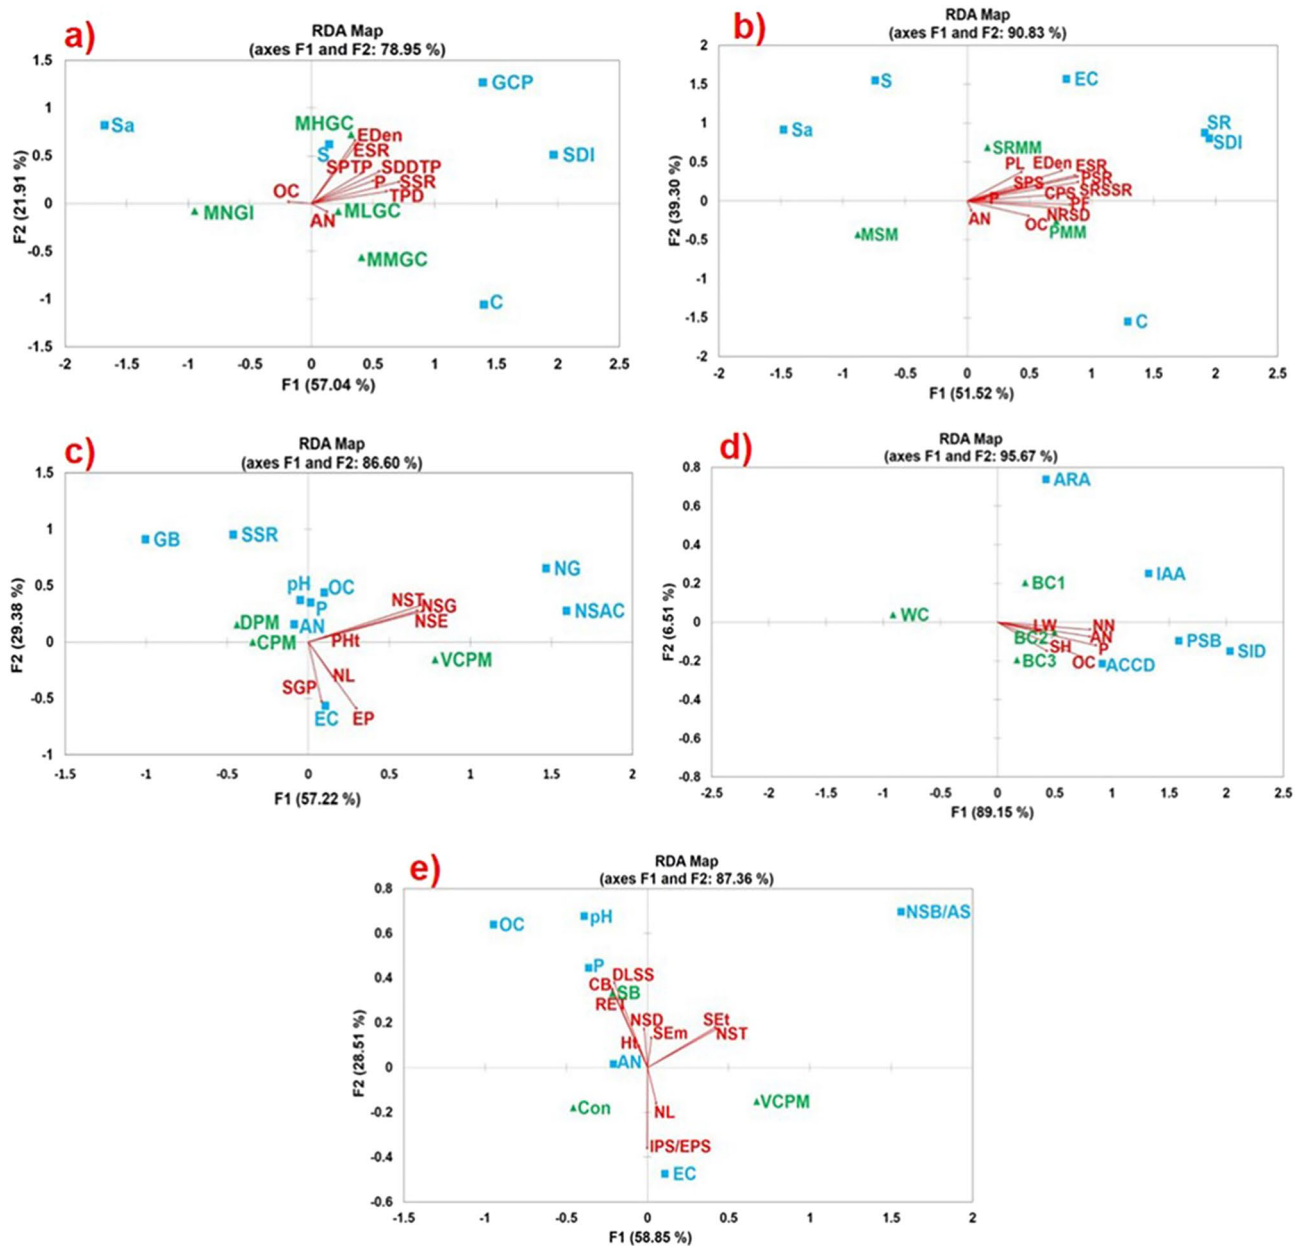 a)
RDA Map
(axes F1 and F2: 78.95 %)
1.5
1
0.5
0
-0.5
-1
-1.5
F2 (21.91 %)
GCP
Sa
MHGC
EDen
S
ESR
SDI
SPTP
SDDTP
P
SSR
OC
TPD
MNGI
AN
MLGC
MMGC
C
-2
-1.5
-1
-0.5
0
0.5
1
1.5
2
2.5
F1 (57.04 %)
b)
RDA Map
(axes F1 and F2: 90.83 %)
2
1.5
1
0.5
0
-0.5
-1
-1.5
-2
F2 (39.30 %)
S
EC
Sa
SR
SDI
SRMM
PL
EDen
ESR
PSR
SPS
CPS
SRSSR
P
PF
AN
NRSD
OC
PMM
MSM
C
-2
-1.5
-1
-0.5
0
0.5
1
1.5
2
2.5
F1 (51.52 %)
c)
RDA Map
(axes F1 and F2: 86.60 %)
1.5
1
0.5
0
-0.5
-1
F2 (29.38 %)
GB
SSR
NG
pH
OC
P
NST
NSG
NSAC
NSE
DPM
AN
CPM
PHt
VCPM
NL
SGP
EC
EP
-1.5
-1
-0.5
0
0.5
1
1.5
2
F1 (57.22 %)
d)
RDA Map
(axes F1 and F2: 95.67 %)
0.8
0.6
0.4
0.2
0
-0.2
-0.4
-0.6
-0.8
F2 (6.51 %)
ARA
IAA
BC1
WC
LW
NN
BC2
AN
PSB
SH
P
SID
BC3
OC
ACCD
-2.5
-2
-1.5
-1
-0.5
0
0.5
1
1.5
2
2.5
F1 (89.15 %)
e)
RDA Map
(axes F1 and F2: 87.36 %)
0.8
0.6
0.4
0.2
0
-0.2
-0.4
-0.6
F2 (28.51 %)
OC
pH
NSB/AS
P
DLSS
CB
SB
RET
NSD
SEt
SEm
NST
Ht
AN
Con
VCPM
NL
IPS/EPS
EC
-1.5
-1
-0.5
0
0.5
1
1.5
2
F1 (58.85 %)